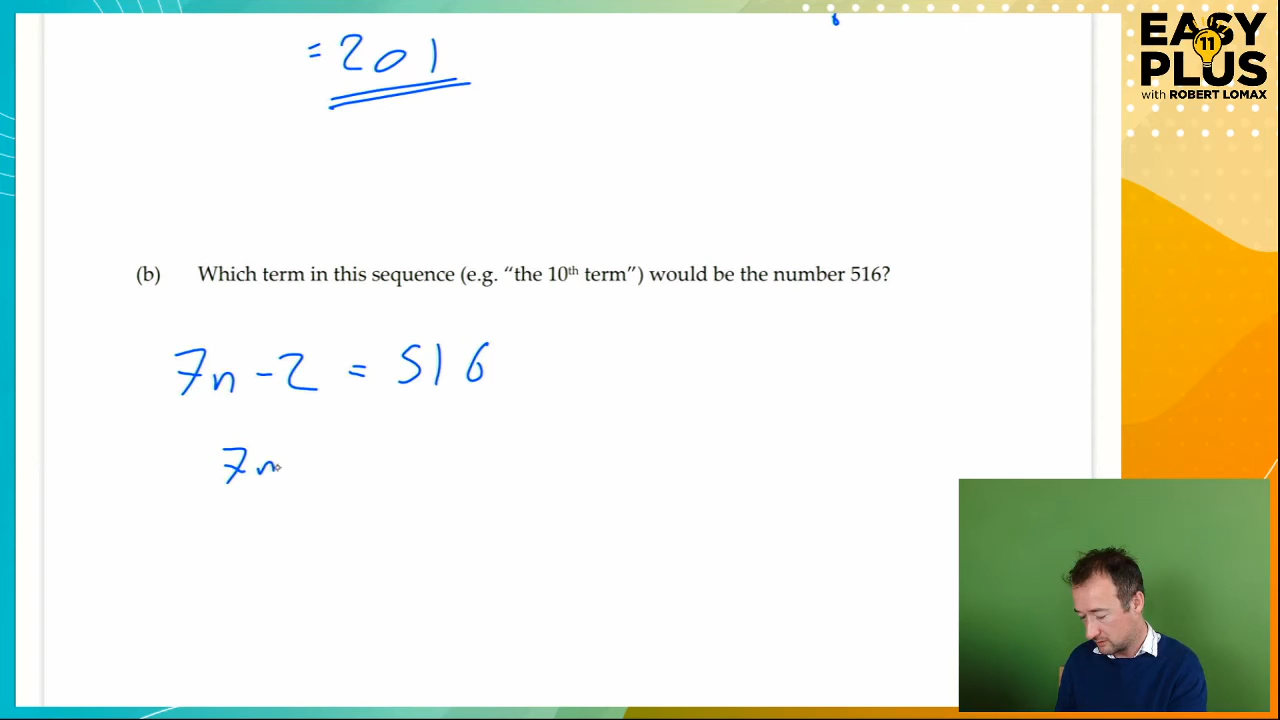 EASY
11
PLUS
with ROBERT LOMAX
= 201
(b) Which term in this sequence (e.g. “the 10th term”) would be the number 516?
7n - 2 = 516
7n